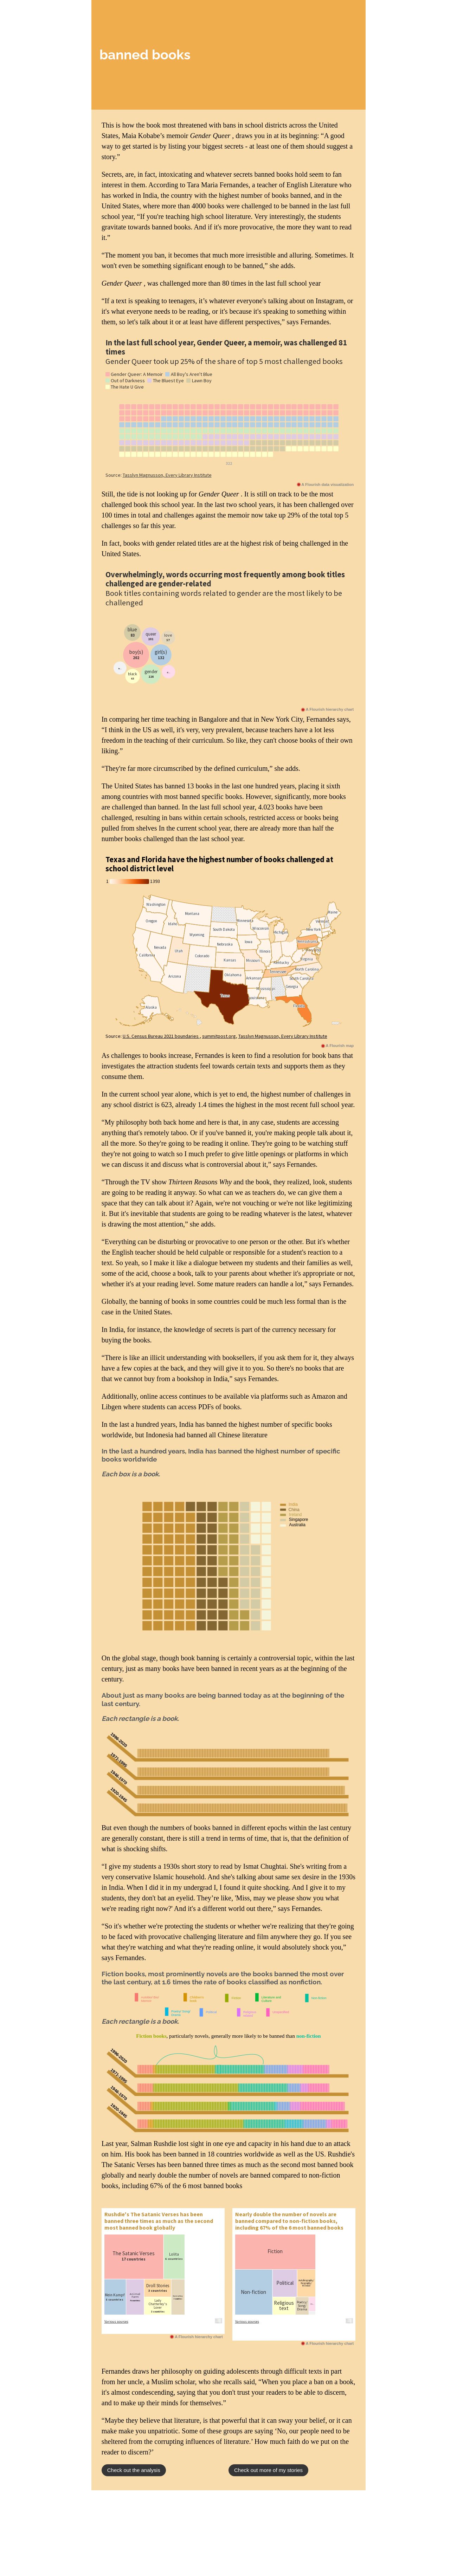 banned books
This is how the book most threatened with bans in school districts across the United
States, Maia Kobabe’s memoir Gender Queer , draws you in at its beginning: “A good
way to get started is by listing your biggest secrets - at least one of them should suggest a
story.”
Secrets, are, in fact, intoxicating and whatever secrets banned books hold seem to fan
interest in them. According to Tara Maria Fernandes, a teacher of English Literature who
has worked in India, the country with the highest number of books banned, and in the
United States, where more than 4000 books were challenged to be banned in the last full
school year, “If you're teaching high school literature. Very interestingly, the students
gravitate towards banned books. And if it's more provocative, the more they want to read
it.”
“The moment you ban, it becomes that much more irresistible and alluring. Sometimes. It
won't even be something significant enough to be banned,” she adds.
Gender Queer , was challenged more than 80 times in the last full school year
“If a text is speaking to teenagers, it’s whatever everyone's talking about on Instagram, or
it's what everyone needs to be reading, or it's because it's speaking to something within
them, so let's talk about it or at least have different perspectives,” says Fernandes.
In the last full school year, Gender Queer, a memoir, was challenged 81
times
Gender Queer took up 25% of the share of top 5 most challenged books
Gender Queer: A Memoir All Boy's Aren't Blue
Out of Darkness The Bluest Eye Lawn Boy
The Hate U Give
Source: Tasslyn Magnusson, Every Library Institute
A Flourish data visualization
Still, the tide is not looking up for Gender Queer . It is still on track to be the most
challenged book this school year. In the last two school years, it has been challenged over
100 times in total and challenges against the memoir now take up 29% of the total top 5
challenges so far this year.
In fact, books with gender related titles are at the highest risk of being challenged in the
United States.
Overwhelmingly, words occurring most frequently among book titles
challenged are gender-related
Book titles containing words related to gender are the most likely to be
challenged
blue
queer
boy(s)
girl(s)
black
gender
A Flourish hierarchy chart
In comparing her time teaching in Bangalore and that in New York City, Fernandes says,
“I think in the US as well, it's very, very prevalent, because teachers have a lot less
freedom in the teaching of their curriculum. So like, they can't choose books of their own
liking.”
“They're far more circumscribed by the defined curriculum,” she adds.
The United States has banned 13 books in the last one hundred years, placing it sixth
among countries with most banned specific books. However, significantly, more books
are challenged than banned. In the last full school year, 4.023 books have been
challenged, resulting in bans within certain schools, restricted access or books being
pulled from shelves In the current school year, there are already more than half the
number books challenged than the last school year.
Texas and Florida have the highest number of books challenged at
school district level
Washington
Montana
Maine
Oregon
Idaho
South Dakota
Minnesota
Wisconsin
Michigan
Vermont
New York
Wyoming
Nebraska
Iowa
Illinois
Pennsylvania
Nevada
Utah
Colorado
Kansas
Missouri
Kentucky
Virginia
California
Arizona
Oklahoma
Arkansas
Tennessee
North Carolina
South Carolina
Mississippi
Georgia
Texas
Louisiana
Florida
Alaska
Source: U.S. Census Bureau 2021 boundaries , summitpost.org, Tasslyn Magnusson, Every Library Institute
A Flourish map
As challenges to books increase, Fernandes is keen to find a resolution for book bans that
investigates the attraction students feel towards certain texts and supports them as they
consume them.
In the current school year alone, which is yet to end, the highest number of challenges in
any school district is 623, already 1.4 times the highest in the most recent full school year.
“My philosophy both back home and here is that, in any case, students are accessing
anything that's remotely taboo. Or if you've banned it, you're making people talk about it,
all the more. So they're going to be reading it online. They're going to be watching stuff
they're not going to watch so I much prefer to give little openings or platforms in which
we can discuss it and discuss what is controversial about it,” says Fernandes.
“Through the TV show Thirteen Reasons Why and the book, they realized, look, students
are going to be reading it anyway. So what can we as teachers do, we can give them a
space that they can talk about it? Again, we're not vouching or we're not like legitimizing
it. But it's inevitable that students are going to be reading whatever is the latest, whatever
is drawing the most attention,” she adds.
“Everything can be disturbing or provocative to one person or the other. But it's whether
the English teacher should be held culpable or responsible for a student's reaction to a
text. So yeah, so I make it like a dialogue between my students and their families as well,
some of the acid, choose a book, talk to your parents about whether it's appropriate or not,
whether it's at your reading level. Some mature readers can handle a lot,” says Fernandes.
Globally, the banning of books in some countries could be much less formal than is the
case in the United States.
In India, for instance, the knowledge of secrets is part of the currency necessary for
buying the books.
“There is like an illicit understanding with booksellers, if you ask them for it, they always
have a few copies at the back, and they will give it to you. So there's no books that are
that we cannot buy from a bookshop in India,” says Fernandes.
Additionally, online access continues to be available via platforms such as Amazon and
Libgen where students can access PDFs of books.
In the last a hundred years, India has banned the highest number of specific books
worldwide, but Indonesia had banned all Chinese literature
In the last a hundred years, India has banned the highest number of specific
books worldwide
Each box is a book.
India
China
Ireland
Singapore
Australia
On the global stage, though book banning is certainly a controversial topic, within the last
century, just as many books have been banned in recent years as at the beginning of the
century.
About just as many books are being banned today as at the beginning of the
last century.
Each rectangle is a book.
1996-2020
1971-1995
1946-1970
1920-1945
But even though the numbers of books banned in different epochs within the last century
are generally constant, there is still a trend in terms of time, that is, that the definition of
what is shocking shifts.
“I give my students a 1930s short story to read by Ismat Chughtai. She's writing from a
very conservative Islamic household. And she's talking about same sex desire in the 1930s
in India. When I did it in my undergrad I, I found it quite shocking. And I give it to my
students, they don't bat an eyelid. They’re like, 'Miss, may we please show you what
we're reading right now?' And it's a different world out there,” says Fernandes.
“So it's whether we're protecting the students or whether we're realizing that they're going
to be faced with provocative challenging literature and film anywhere they go. If you see
what they're watching and what they're reading online, it would absolutely shock you,”
says Fernandes.
Fiction books, most prominently novels are the books banned the most over
the last century, at 1.6 times the rate of books classified as nonfiction.
Each rectangle is a book.
Fiction books, particularly novels, generally more likely to be banned than non-fiction
1996-2020
1971-1995
1946-1970
1920-1945
Last year, Salman Rushdie lost sight in one eye and capacity in his hand due to an attack
on him. His book has been banned in 18 countries worldwide as well as the US. Rushdie's
The Satanic Verses has been banned three times as much as the second most banned book
globally and nearly double the number of novels are banned compared to non-fiction
books, including 67% of the 6 most banned books
Rushdie's The Satanic Verses has been
banned three times as much as the second
most banned book globally
The Satanic Verses
17 countries
Lolita
Mein Kampf
Droll Stories
Lady
Chatterley's
Lover
Various sources
A Flourish hierarchy chart
Nearly double the number of novels are
banned compared to non-fiction books,
including 67% of the 6 most banned books
Fiction
Non-fiction
Political
Religious
text
Various sources
A Flourish hierarchy chart
Fernandes draws her philosophy on guiding adolescents through difficult texts in part
from her uncle, a Muslim scholar, who she recalls said, “When you place a ban on a book,
it's almost condescending, saying that you don't trust your readers to be able to discern,
and to make up their minds for themselves.”
“Maybe they believe that literature, is that powerful that it can sway your belief, or it can
make make you unpatriotic. Some of these groups are saying ‘No, our people need to be
sheltered from the corrupting influences of literature.’ How much faith do we put on the
reader to discern?’
Check out the analysis
Check out more of my stories